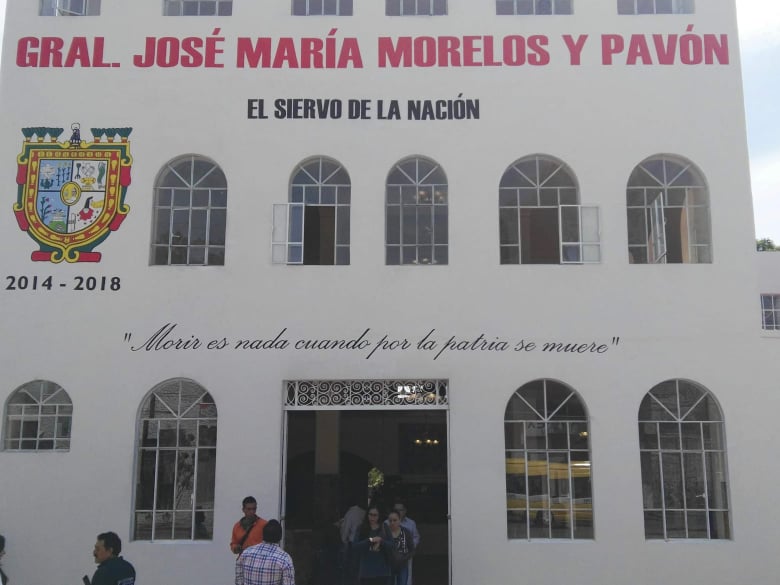 GRAL. JOSÉ MARÍA MORELOS Y PAVÓN
EL SIERVO DE LA NACIÓN
2014 - 2018
"Morir es nada cuando por la patria se muere"